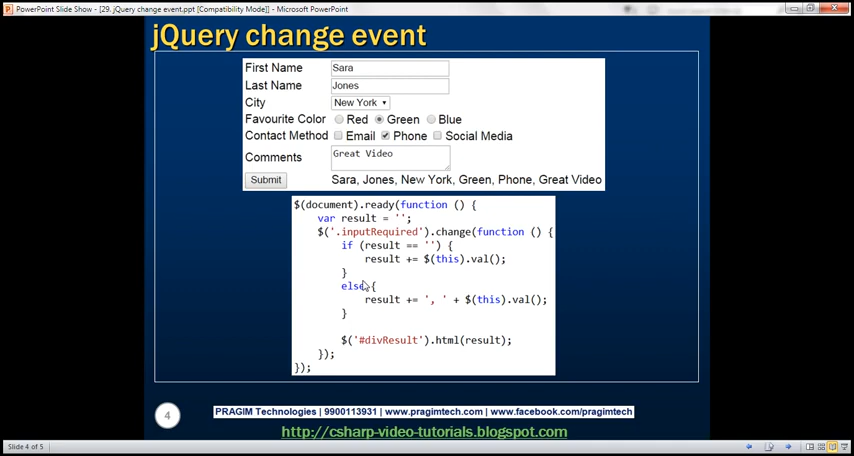 PowerPoint Slide Show - [29. jQuery change event.ppt [Compatibility Mode]] - Microsoft PowerPoint
jQuery change event
First Name Sara
Last Name Jones
City New York
Favourite Color Red Green Blue
Contact Method Email Phone Social Media
Comments Great Video
Submit Sara, Jones, New York, Green, Phone, Great Video
$(document).ready(function () {
var result = '';
$('.inputRequired').change(function () {
if (result == '') {
result += $(this).val();
}
else {
result += ', ' + $(this).val();
}
$('#divResult').html(result);
});
});
4
PRAGIM Technologies | 9900113931 | www.pragimtech.com | www.facebook.com/pragimtech
http://csharp-video-tutorials.blogspot.com
Slide 4 of 5